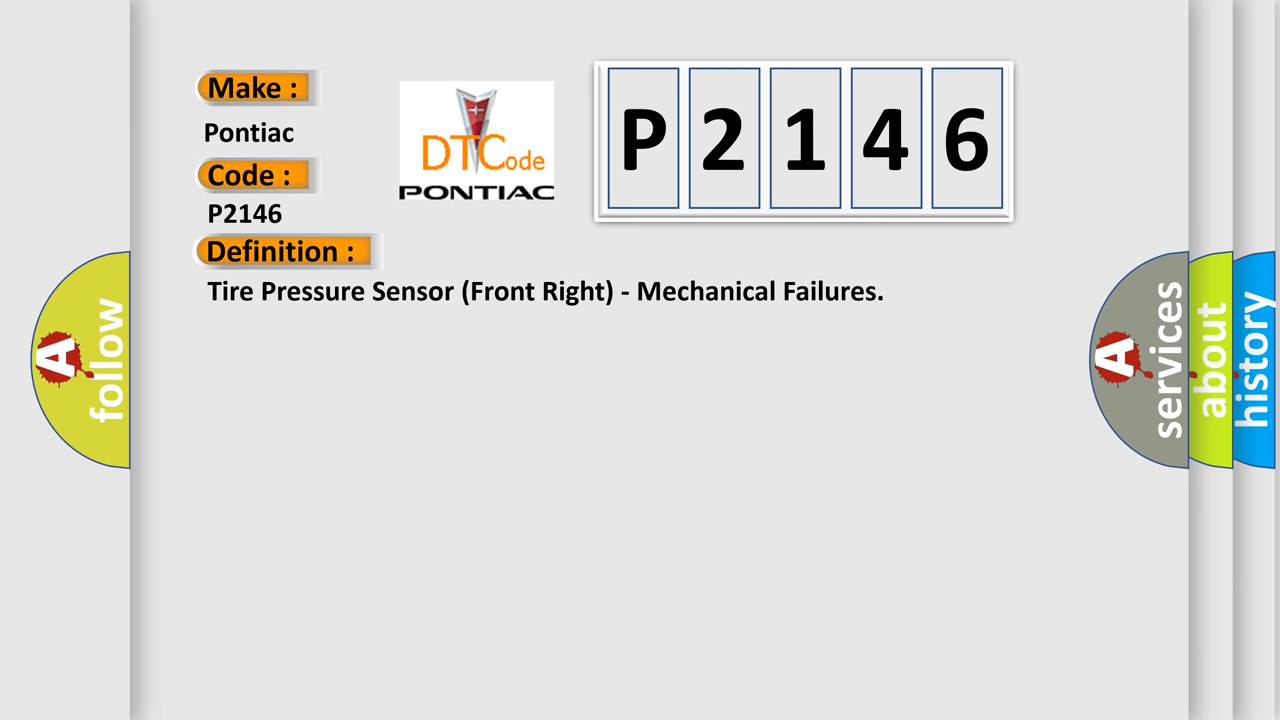 Make :
Pontiac
Code :
P2146
Definition :
Tire Pressure Sensor (Front Right) - Mechanical Failures.
DTCode
PONTIAC
P 2 1 4 6
A follow
A services
about
history